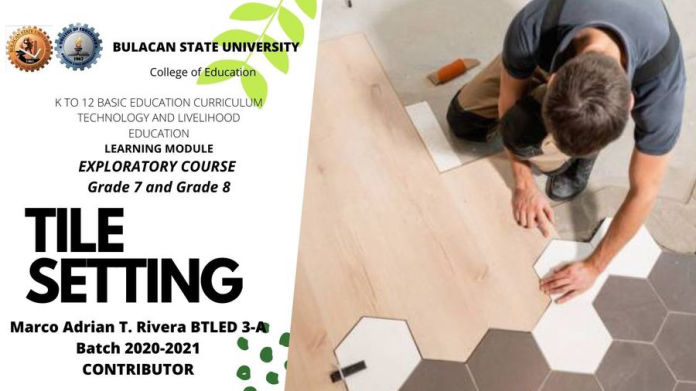 BULACAN STATE UNIVERSITY
College of Education
K TO 12 BASIC EDUCATION CURRICULUM
TECHNOLOGY AND LIVELIHOOD
EDUCATION
LEARNING MODULE
EXPLORATORY COURSE
Grade 7 and Grade 8
TILE
SETTING
Marco Adrian T. Rivera BTLED 3-A
Batch 2020-2021
CONTRIBUTOR